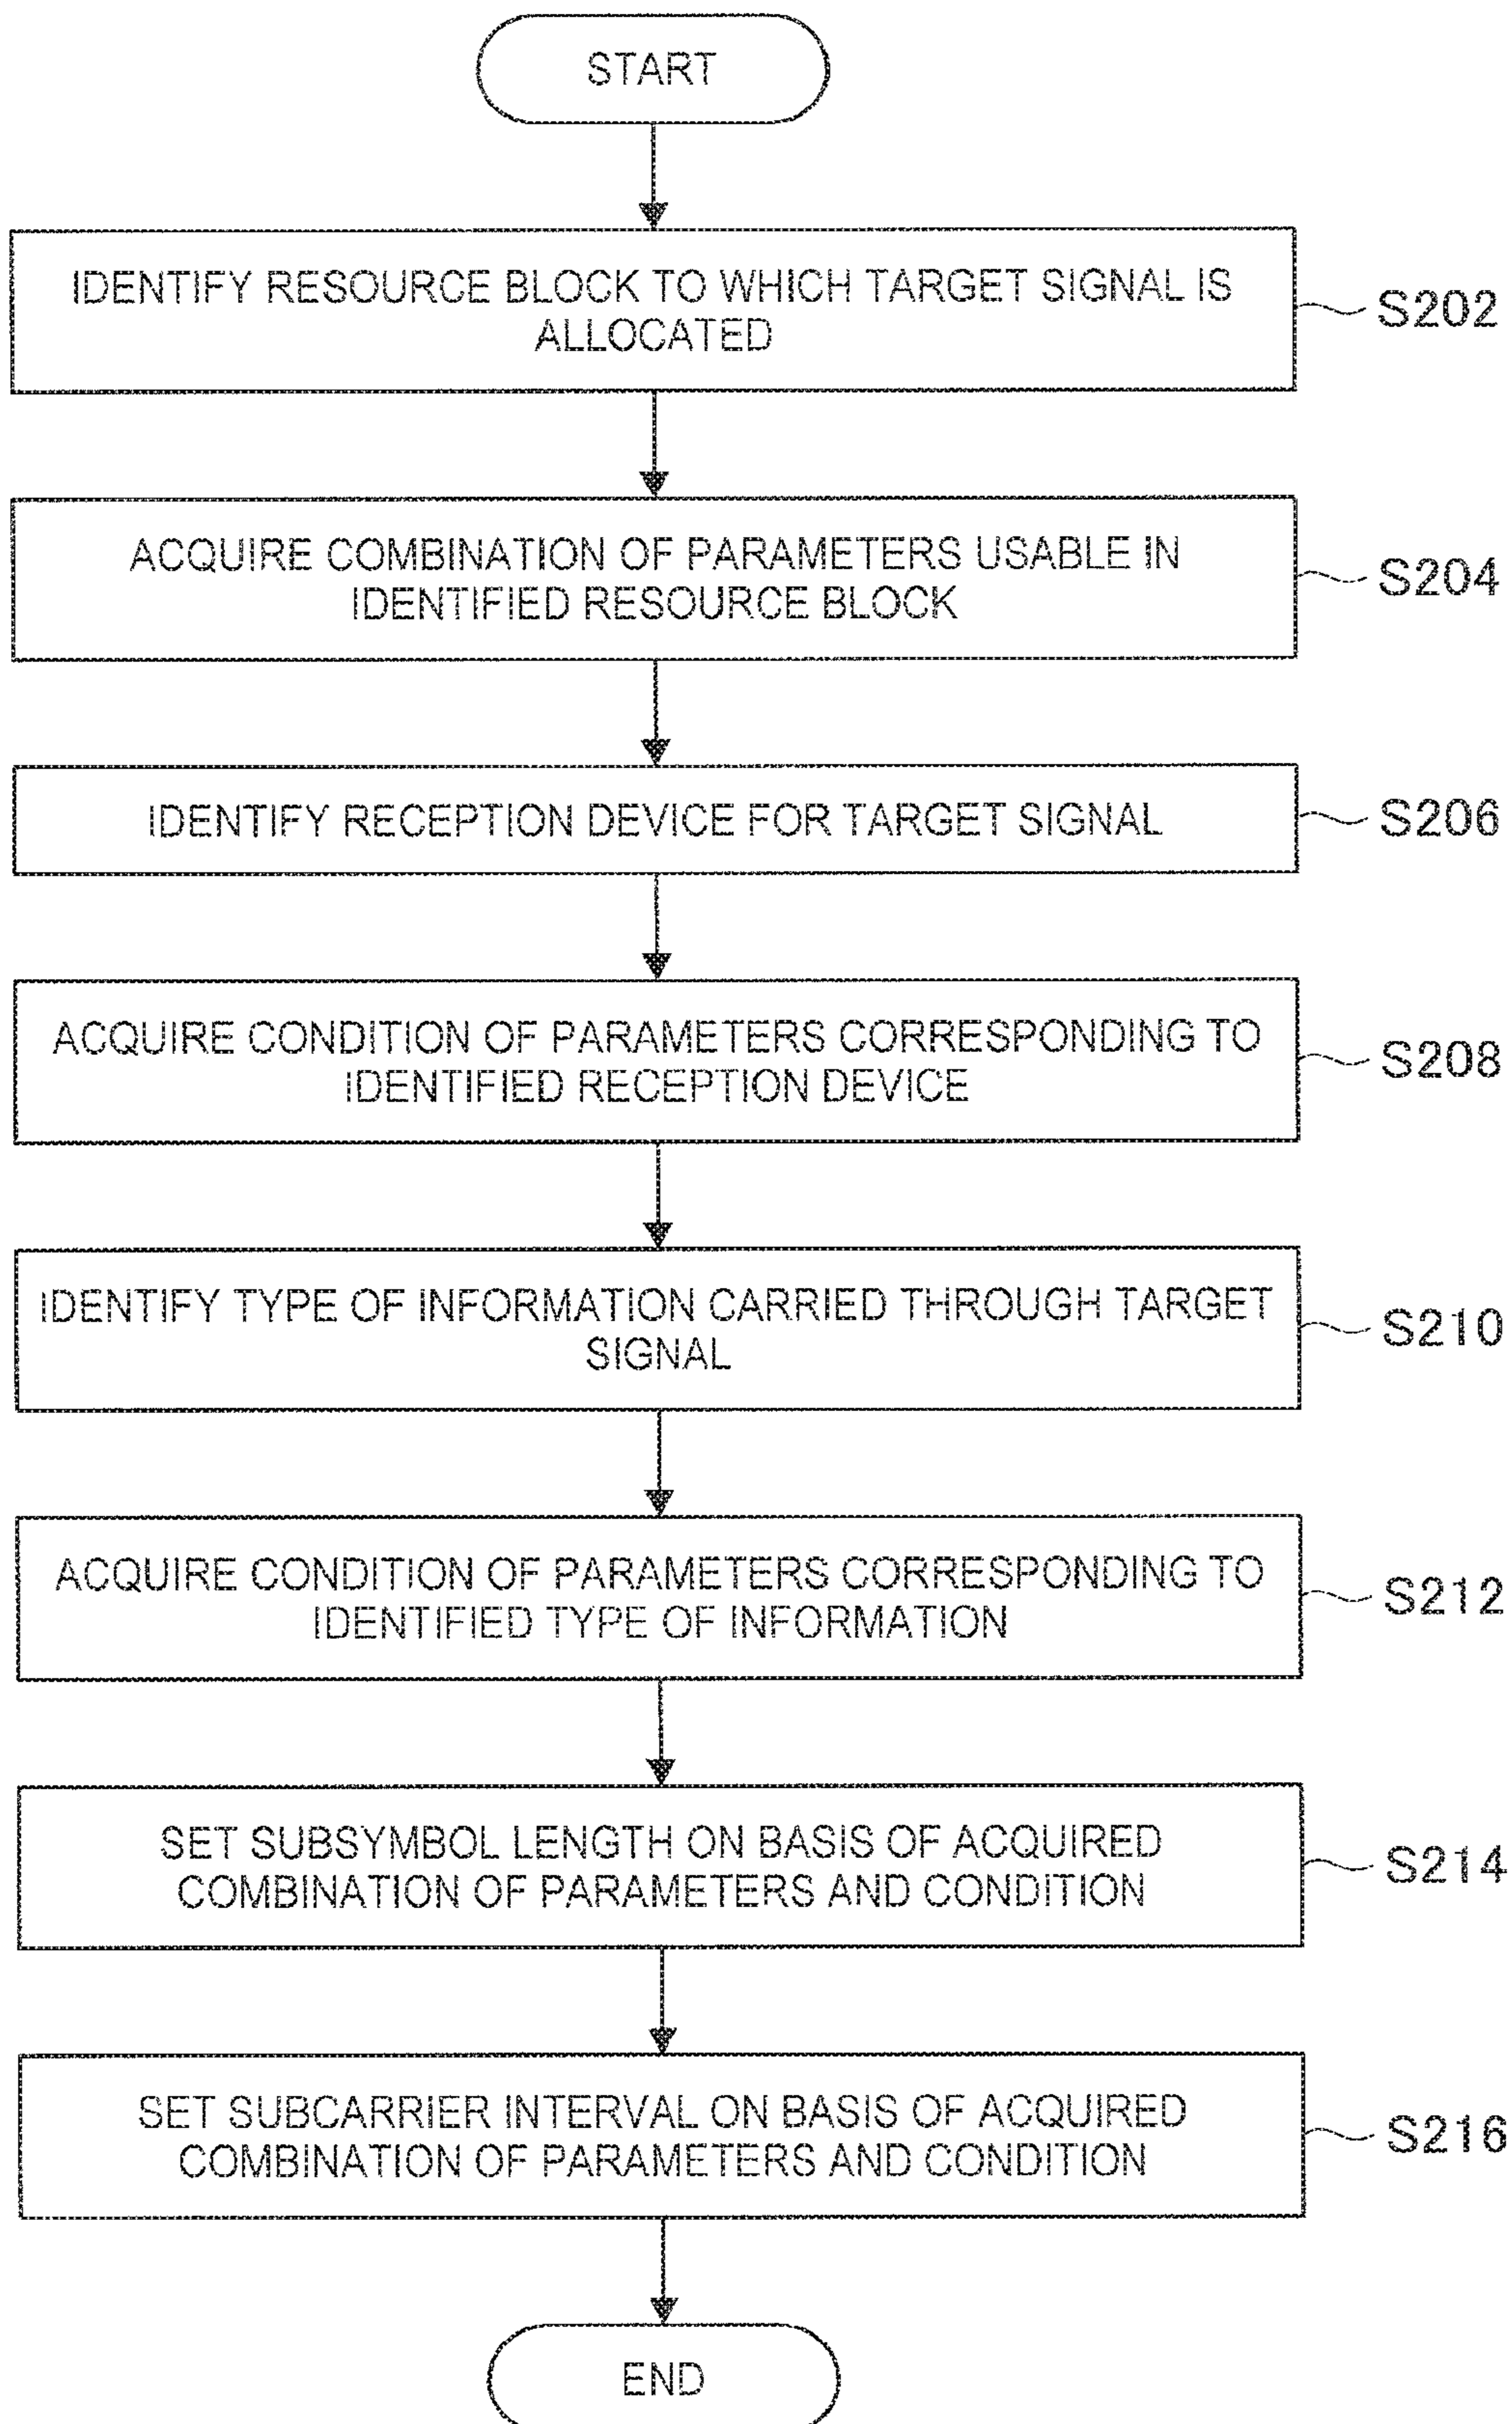 START
IDENTIFY RESOURCE BLOCK TO WHICH TARGET SIGNAL IS
ALLOCATED
S202
ACQUIRE COMBINATION OF PARAMETERS USABLE IN
IDENTIFIED RESOURCE BLOCK
S204
IDENTIFY RECEPTION DEVICE FOR TARGET SIGNAL
S206
ACQUIRE CONDITION OF PARAMETERS CORRESPONDING TO
IDENTIFIED RECEPTION DEVICE
S208
IDENTIFY TYPE OF INFORMATION CARRIED THROUGH TARGET
SIGNAL
S210
ACQUIRE CONDITION OF PARAMETERS CORRESPONDING TO
IDENTIFIED TYPE OF INFORMATION
S212
SET SUBSYMBOL LENGTH ON BASIS OF ACQUIRED
COMBINATION OF PARAMETERS AND CONDITION
S214
SET SUBCARRIER INTERVAL ON BASIS OF ACQUIRED
COMBINATION OF PARAMETERS AND CONDITION
S216
END